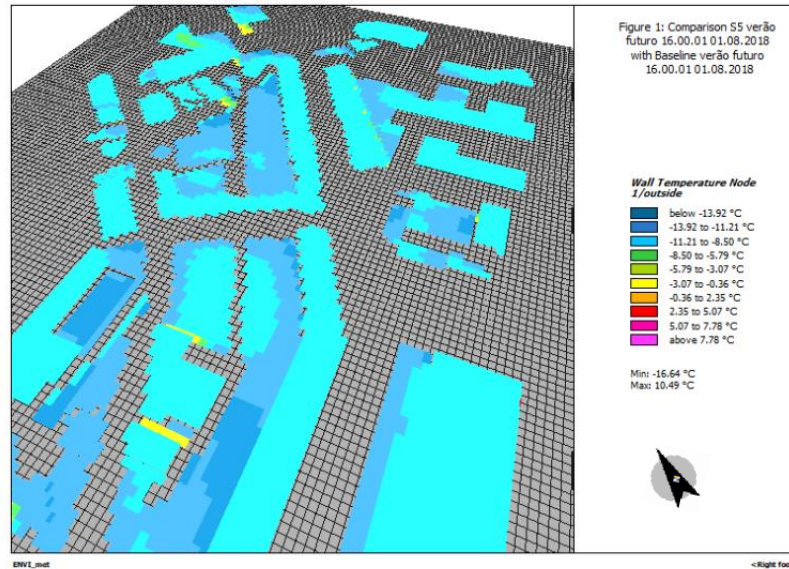 Figure 1: Comparison S5 verão
futuro 16.00.01 01.08.2018
with Baseline verão futuro
16.00.01 01.08.2018
Wall Temperature Node
1/outside
below -13.92 °C
-13.92 to -11.21 °C
-11.21 to -8.50 °C
-8.50 to -5.79 °C
-5.79 to -3.07 °C
-3.07 to -0.36 °C
-0.36 to 2.35 °C
2.35 to 5.07 °C
5.07 to 7.78 °C
above 7.78 °C
Min: -16.64 °C
Max: 10.49 °C
ENVI_met
<Right foo